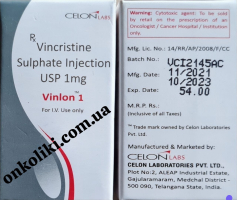 CELON LABS
Rx
Vincristine
Sulphate Injection
USP 1mg
Vinlon™ 1
For I.V. Use only
onkoliki.com.ua
Warning: Cytotoxic agent: To be sold
by retail on the prescription of an
Oncologist / Cancer Hospital / Institution
only.
Mfg. Lic. No.: 14/RR/AP/2008/F/CC
Batch No.: VCI2145AC
Mfg. Date: 11/2021
Exp. Date: 10/2023
M.R.P. Rs.: 54.00
(Inclusive of all Taxes)
™ Trade mark owned by Celon Laboratories
Pvt. Ltd.
Manufactured & Marketed by:
CELON LABS
CELON LABORATORIES PVT. LTD.,
Plot No:2, ALEAP Industrial Estate,
Gajularamaram, Medchal District -
500 090, Telangana State, India.